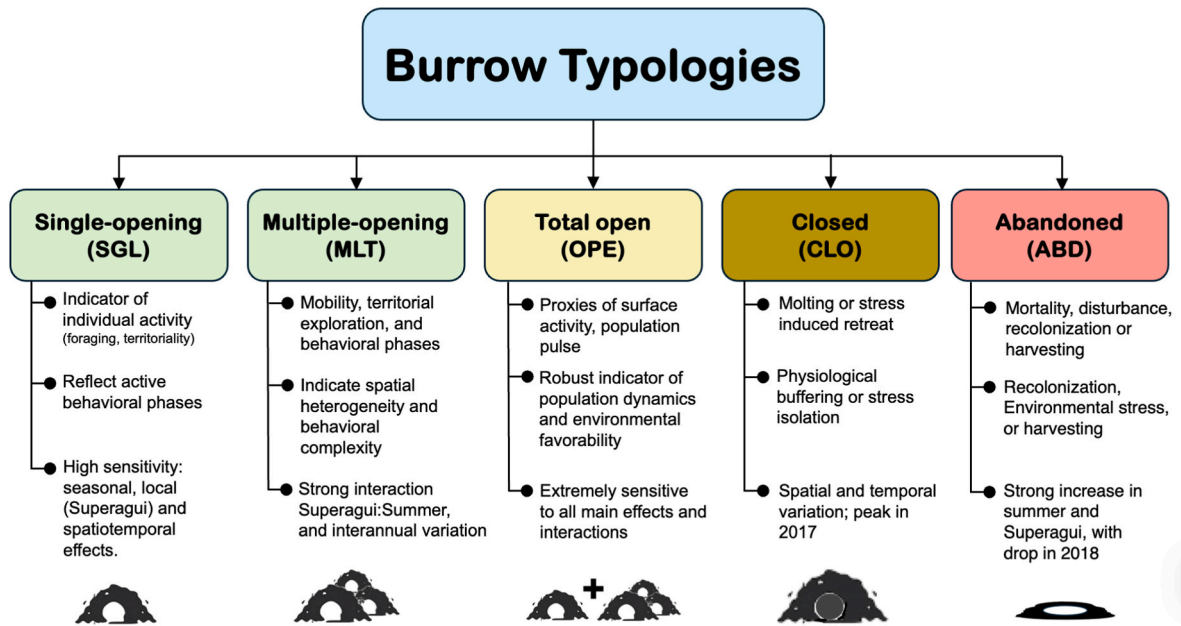 Burrow Typologies
Single-opening
(SGL)
Indicator of
individual activity
(foraging, territoriality)
Reflect active
behavioral phases
High sensitivity:
seasonal, local
(Superagui) and
spatiotemporal
effects.
Multiple-opening
(MLT)
Mobility, territorial
exploration, and
behavioral phases
Indicate spatial
heterogeneity and
behavioral
complexity
Strong interaction
Superagui:Summer,
and interannual variation
Total open
(OPE)
Proxies of surface
activity, population
pulse
Robust indicator of
population dynamics
and environmental
favorability
Extremely sensitive
to all main effects and
interactions
+
Closed
(CLO)
Molting or stress
induced retreat
Physiological
buffering or stress
isolation
Spatial and temporal
variation; peak in
2017
Abandoned
(ABD)
Mortality, disturbance,
recolonization or
harvesting
Recolonization,
Environmental stress,
or harvesting
Strong increase in
summer and
Superagui, with
drop in 2018